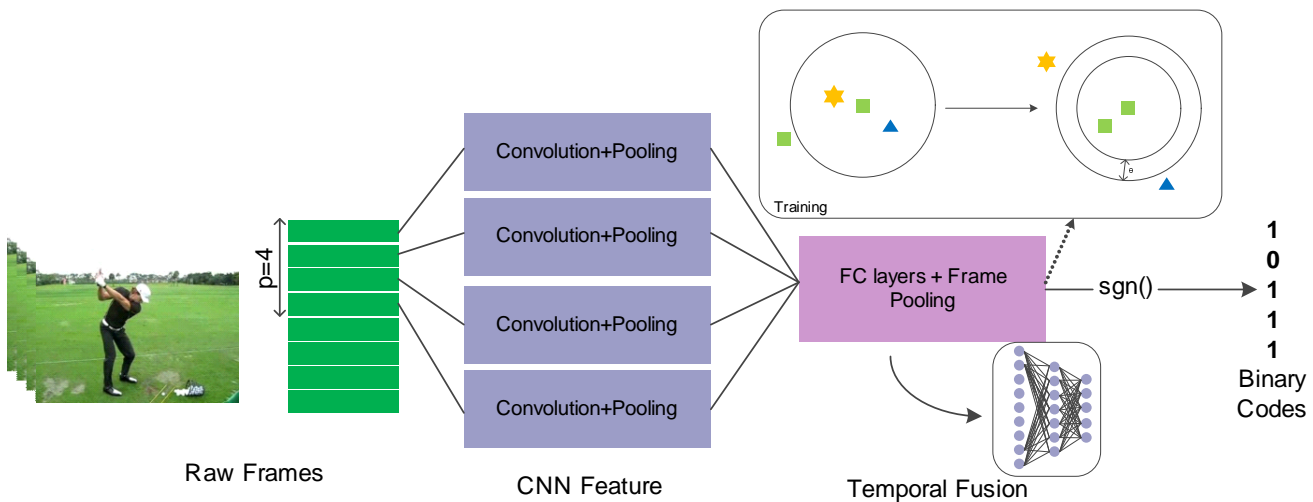 Training
θ
p=4
Convolution+Pooling
Convolution+Pooling
Convolution+Pooling
Convolution+Pooling
FC layers + Frame
Pooling
sgn()
1
0
1
1
1
Binary
Codes
Raw Frames
CNN Feature
Temporal Fusion